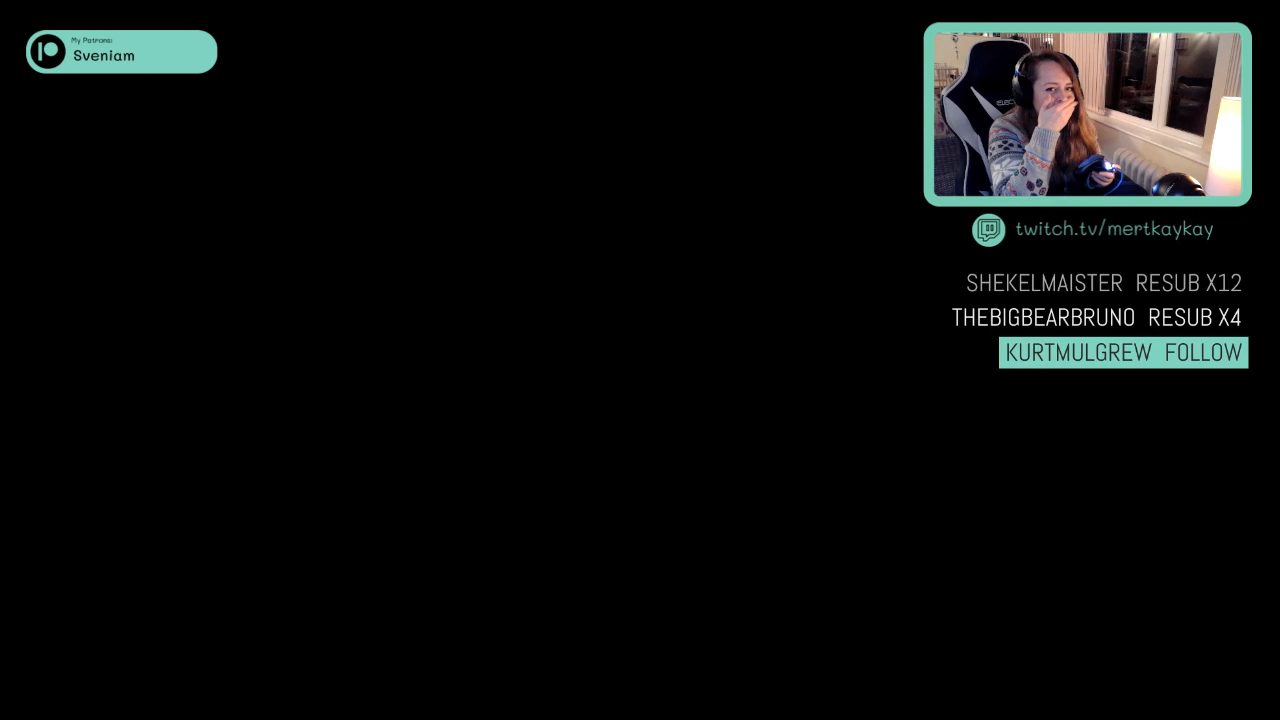 My Patrons:
Sveniam
twitch.tv/mertkaykay
SHEKELMAISTER RESUB X12
THEBIGBEARBRUNO RESUB X4
KURTMULGREW FOLLOW